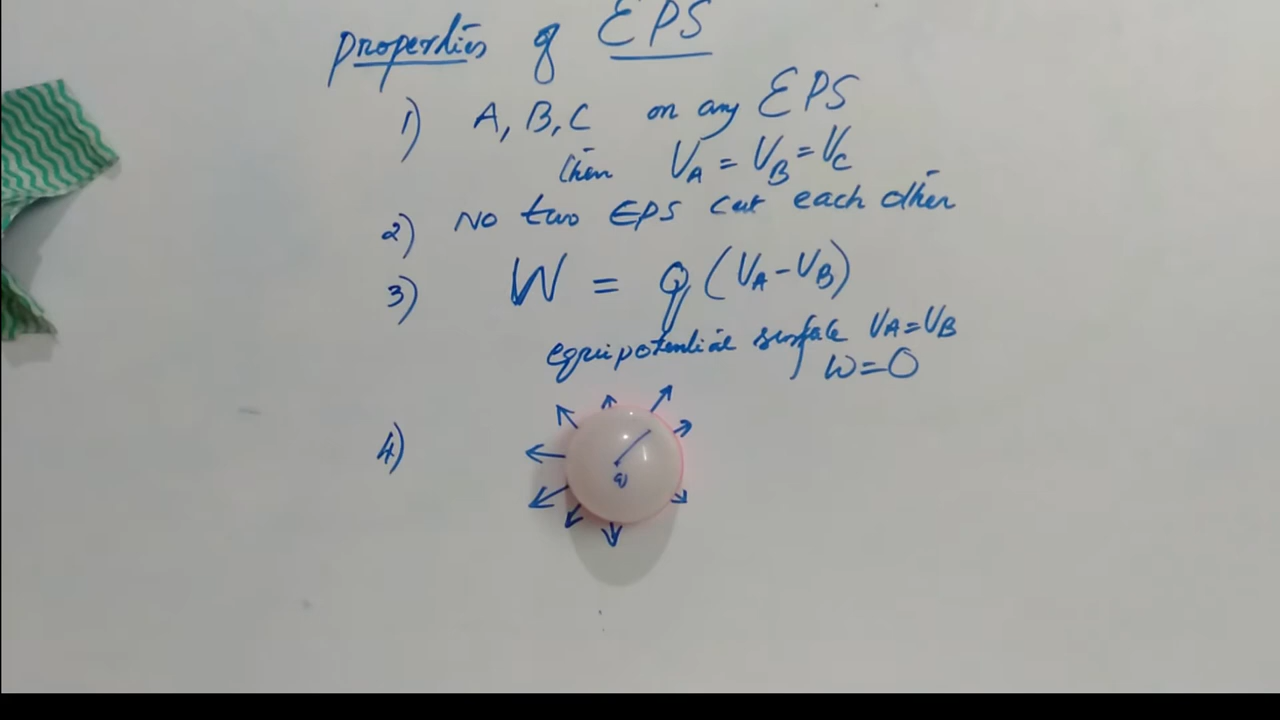 properties of EPS
1) A, B, C on any EPS
then V_A = V_B = V_C
2) No two EPS cut each other
3) W = q (V_A - V_B)
equipotential surface V_A = V_B
W = 0
4)